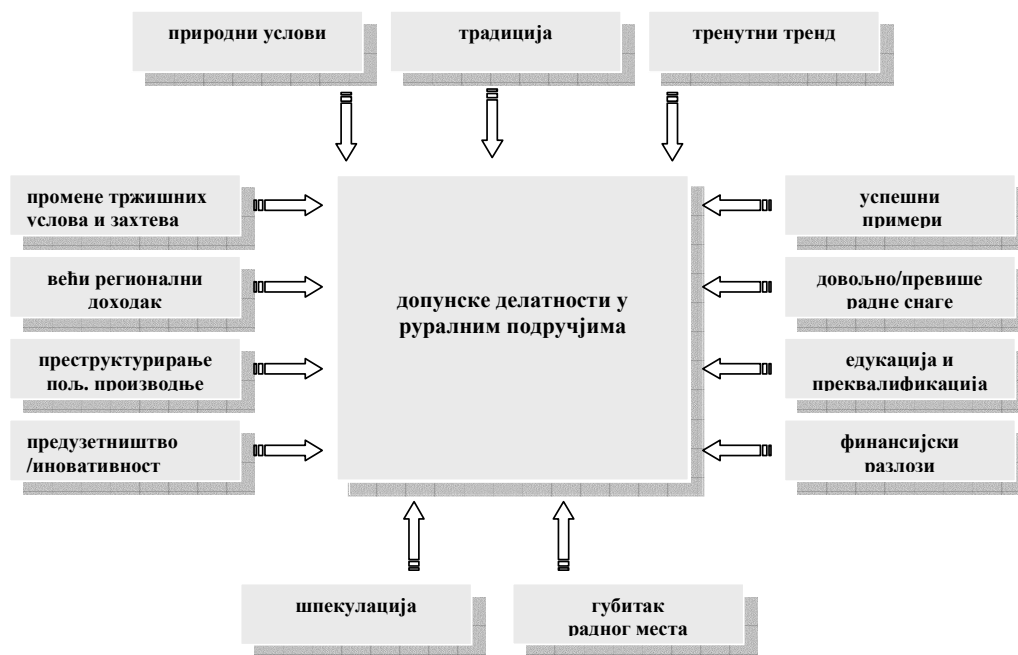 природни услови
традиција
тренутни тренд
промене тржишних
услова и захтева
већи регионални
доходак
преструктурирање
пољ. производње
предузетништво
/иновативност
допунске делатности у
руралним подручјима
успешни
примери
довољно/превише
радне снаге
едукација и
преквалификација
финансијски
разлози
шпекулација
губитак
радног места